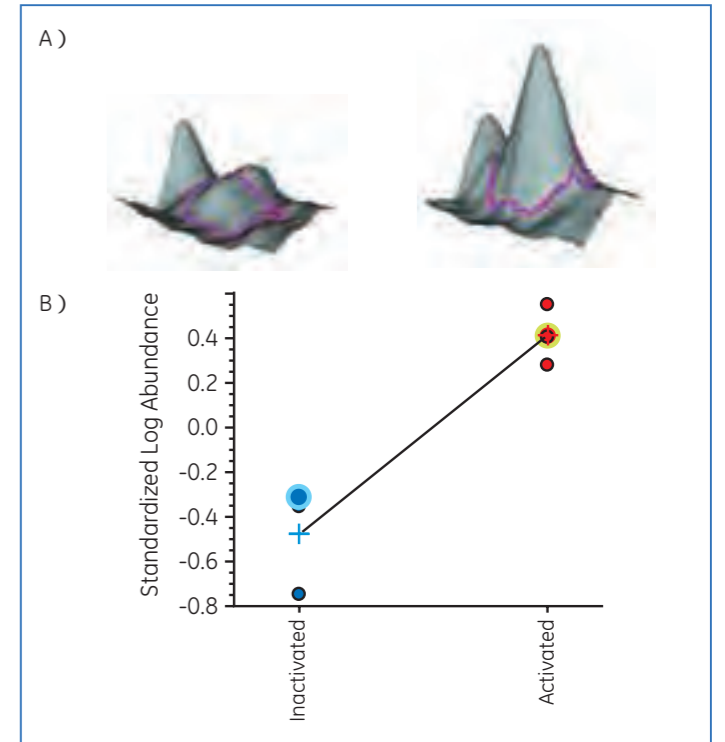 A)
B)
Standardized Log Abundance
0.4
0.2
0.0
-0.2
-0.4
-0.6
-0.8
Inactivated
Activated